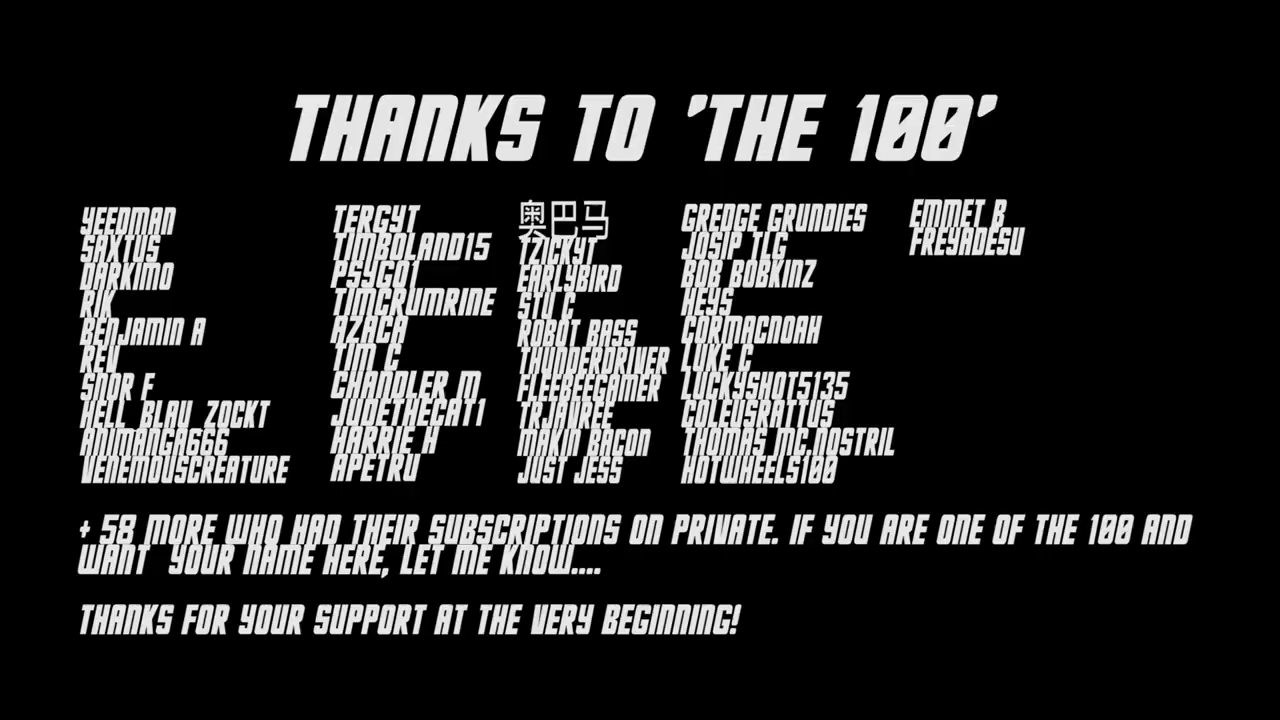 THANKS TO 'THE 100'
YEEDMAN
SAXTUS
DARKIMO
RIK
BENJAMIN A
REV
SNOR F
HELL BLAU ZOCKT
ANIMANGA666
VENEMOUSCREATURE
TERGYT
TIMBOLAND15
PSYGO1
TIMCRUMRINE
AZACA
TIM C
CHANDLER M
JUDETHECAT1
HARRIE H
APETRU
奥巴马
TZICKYT
EARLYBIRD
STU C
ROBOT BASS
THUNDERDRIVER
FLEEBEEGAMER
TRJAVREE
MAKIN BACON
JUST JESS
GREDGE GRUNDIES
JOSIP TLG
BOB BOBKINZ
HEYS
CORMACNOAH
LUKE C
LUCKYSHOT5135
COLEUSRATTUS
THOMAS MC.NOSTRIL
HOTWHEELS100
EMMET B
FREYADESU
+ 58 MORE WHO HAD THEIR SUBSCRIPTIONS ON PRIVATE. IF YOU ARE ONE OF THE 100 AND
WANT  YOUR NAME HERE, LET ME KNOW....
THANKS FOR YOUR SUPPORT AT THE VERY BEGINNING!